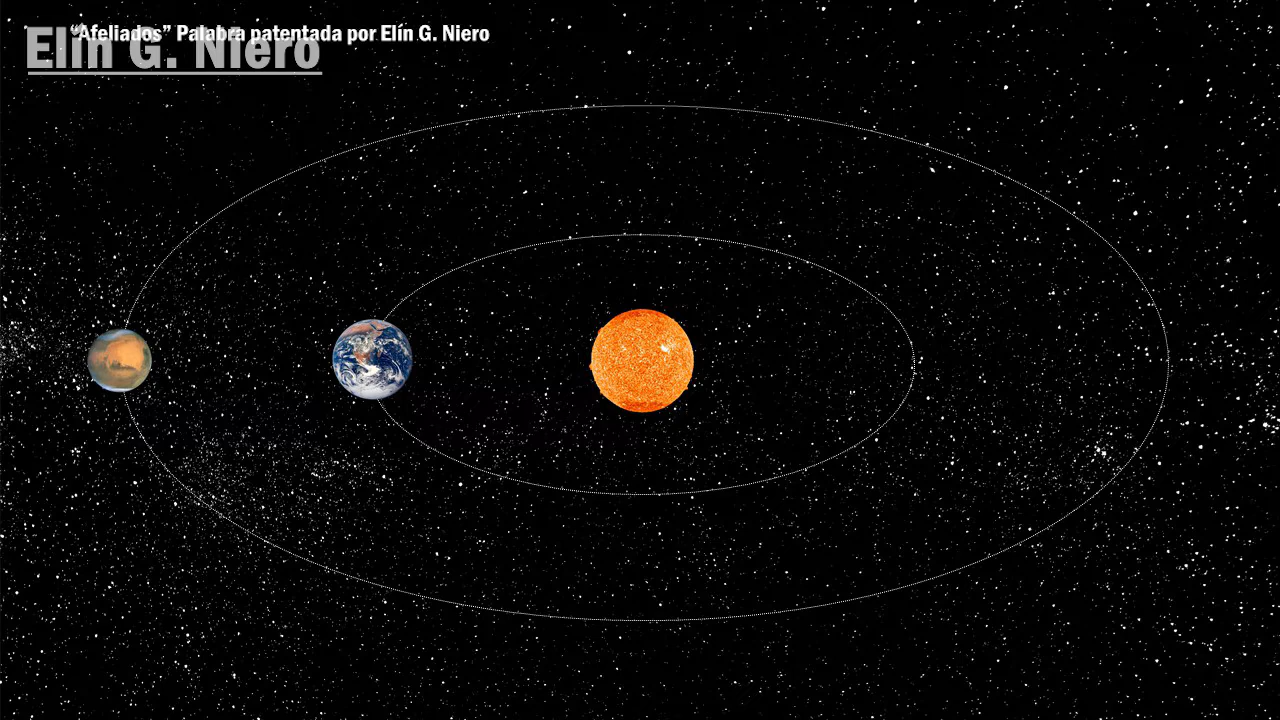 “Afeliados” Palabra patentada por Elín G. Niero
Elín G. Niero